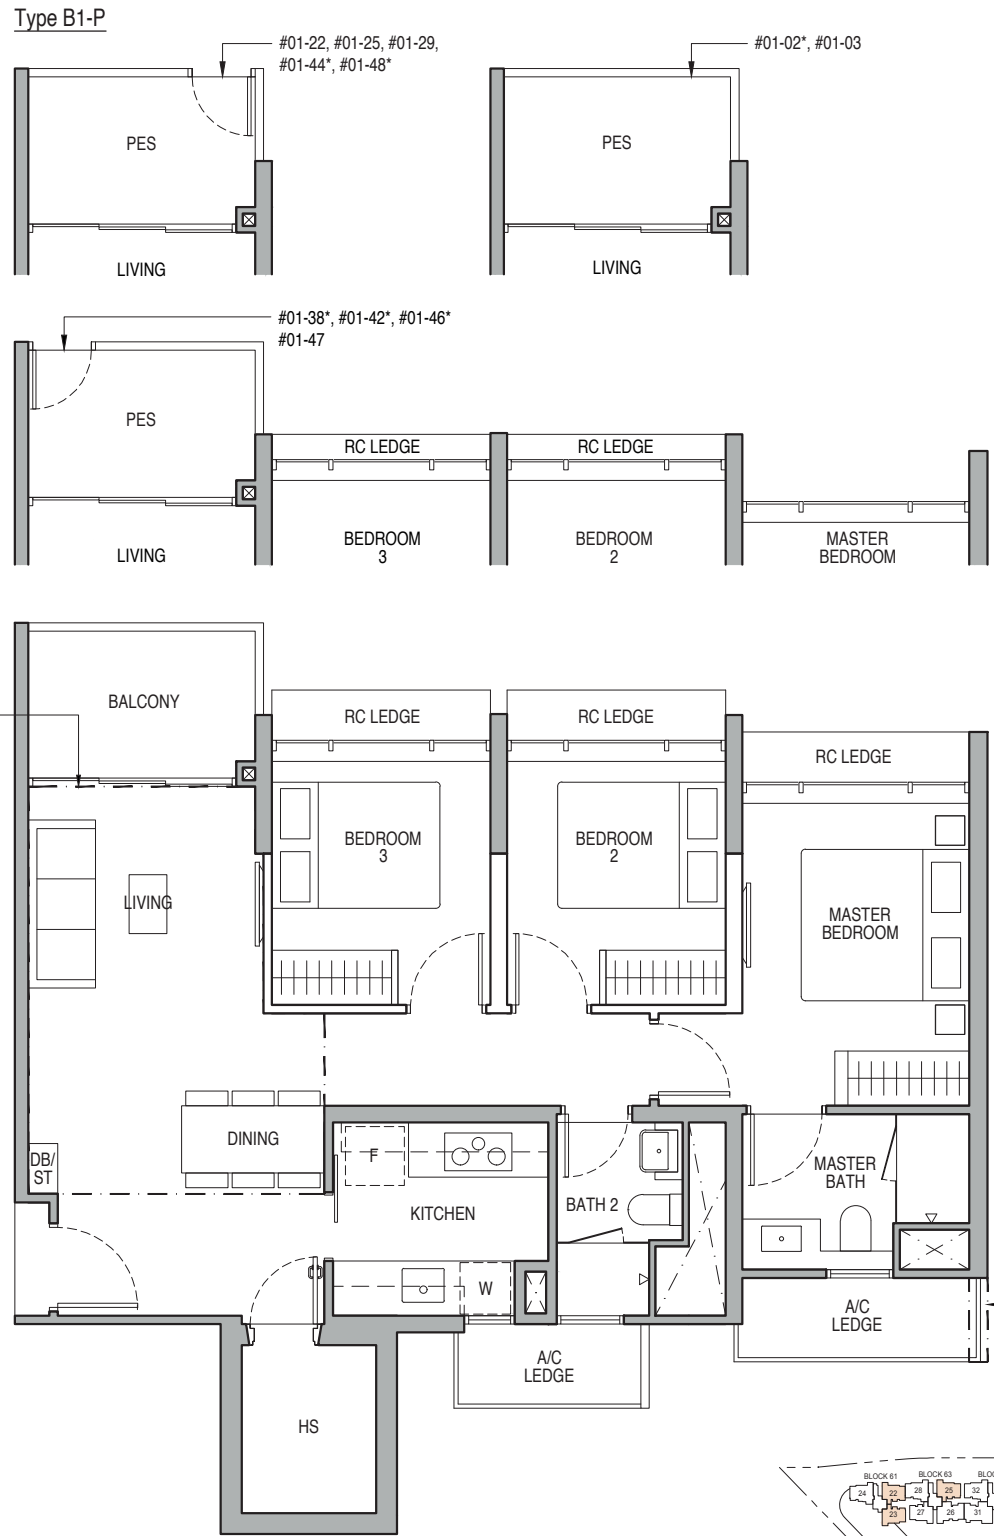 Type B1-P
#01-22, #01-25, #01-29,
#01-44*, #01-48*
#01-02*, #01-03
PES
PES
LIVING
LIVING
#01-38*, #01-42*, #01-46*
#01-47
PES
RC LEDGE
RC LEDGE
BEDROOM
3
BEDROOM
2
MASTER
BEDROOM
LIVING
BALCONY
RC LEDGE
RC LEDGE
RC LEDGE
BEDROOM
3
BEDROOM
2
LIVING
MASTER
BEDROOM
DINING
F
DB/
ST
MASTER
BATH
KITCHEN
BATH 2
W
A/C
LEDGE
A/C
LEDGE
HS
BLOCK 61
BLOCK 63
BLOC
24
22
28
25
32
23
27
26
31